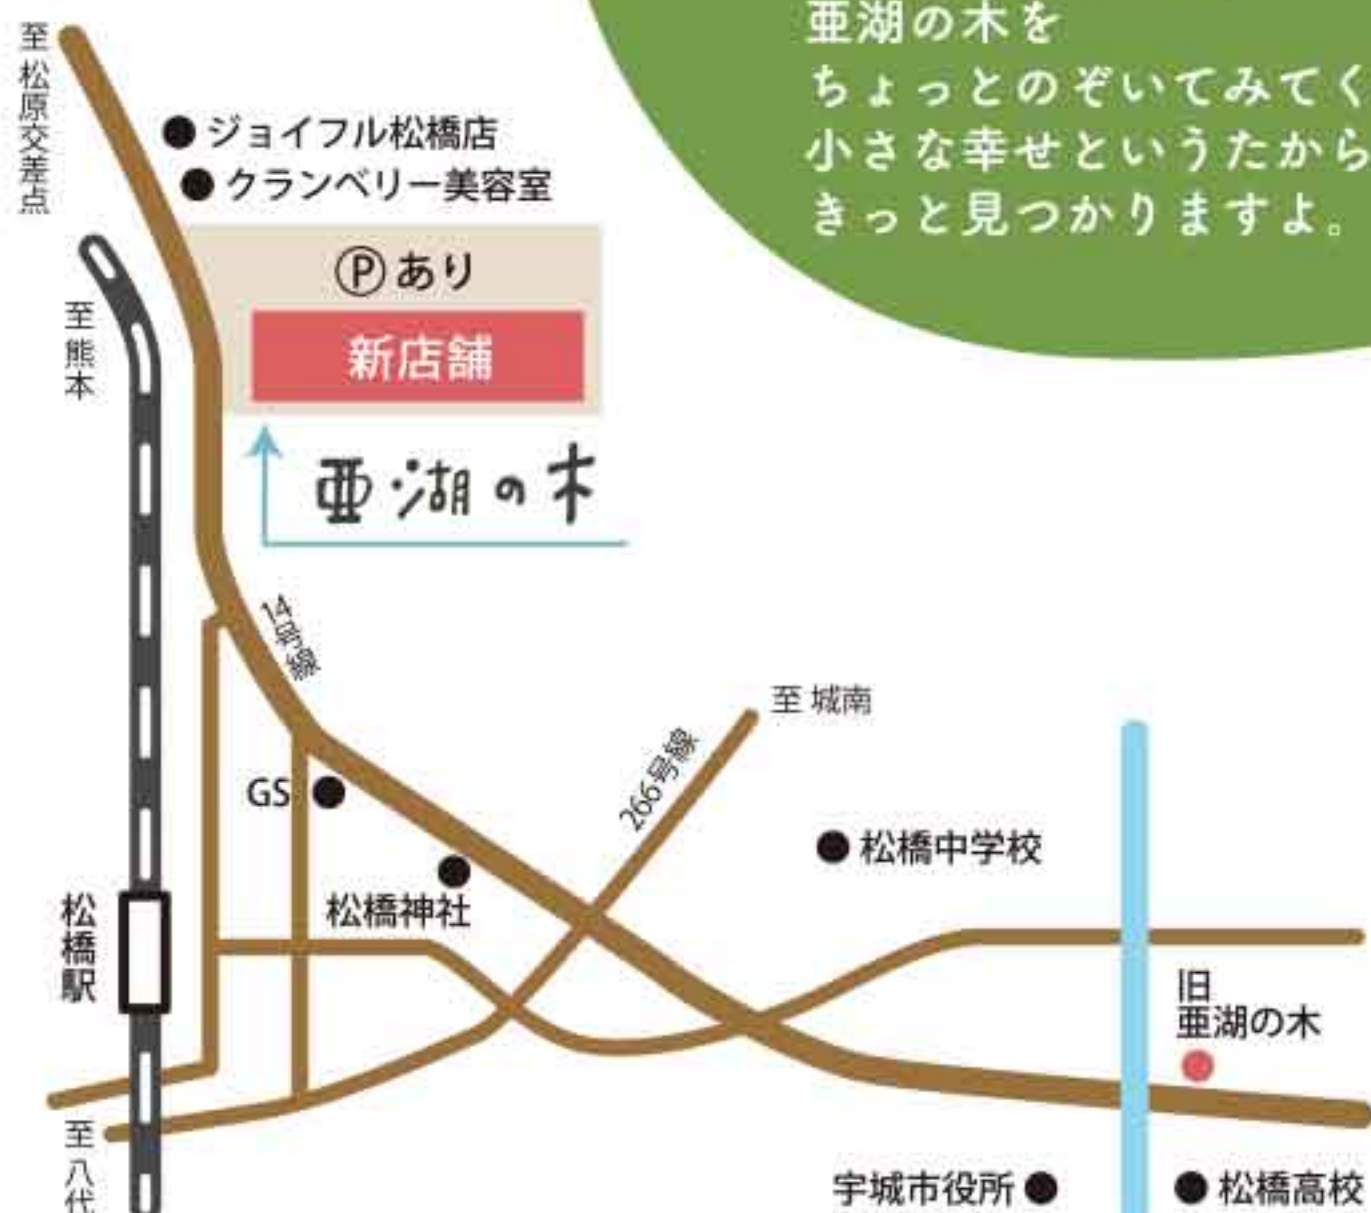 亜湖の木を
ちょっとのぞいてみてく
小さな幸せというたから
きっと見つかりますよ。
至 松原交差点
ジョイフル松橋店
クランベリー美容室
Ⓟあり
新店舗
亜湖の木
至 熊本
14号線
至 城南
266号線
GS
松橋中学校
松橋神社
松橋駅
旧
亜湖の木
至 八代
宇城市役所
松橋高校